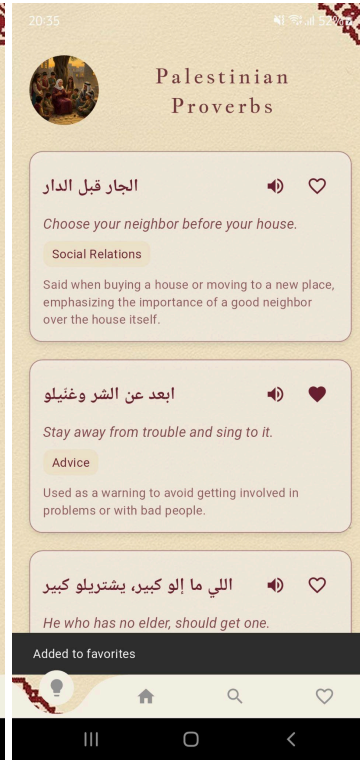 20:35
52%
Palestinian
Proverbs
الجار قبل الدار
Choose your neighbor before your house.
Social Relations
Said when buying a house or moving to a new place,
emphasizing the importance of a good neighbor
over the house itself.
ابعد عن الشر وغنّيلو
Stay away from trouble and sing to it.
Advice
Used as a warning to avoid getting involved in
problems or with bad people.
اللي ما إلو كبير، يشتريلو كبير
He who has no elder, should get one.
Added to favorites